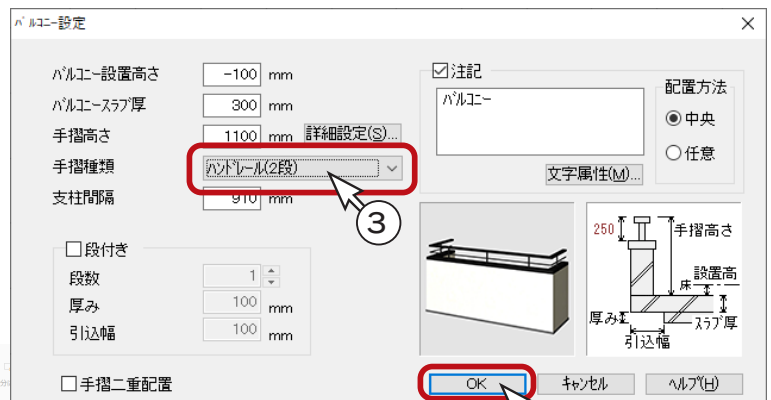 バルコニー設定
バルコニー設置高さ -100 mm
バルコニースラブ厚 300 mm
手摺高さ 1100 mm 詳細設定(S)...
手摺種類 ハンドレール(2段)
支柱間隔 910 mm
③
段付き
段数 1
厚み 100 mm
引込幅 100 mm
手摺二重配置
注記
バルコニー
文字属性(M)...
配置方法
中央
任意
250 手摺高さ
設置高
床
厚み スラブ厚
引込幅
OK キャンセル ヘルプ(H)